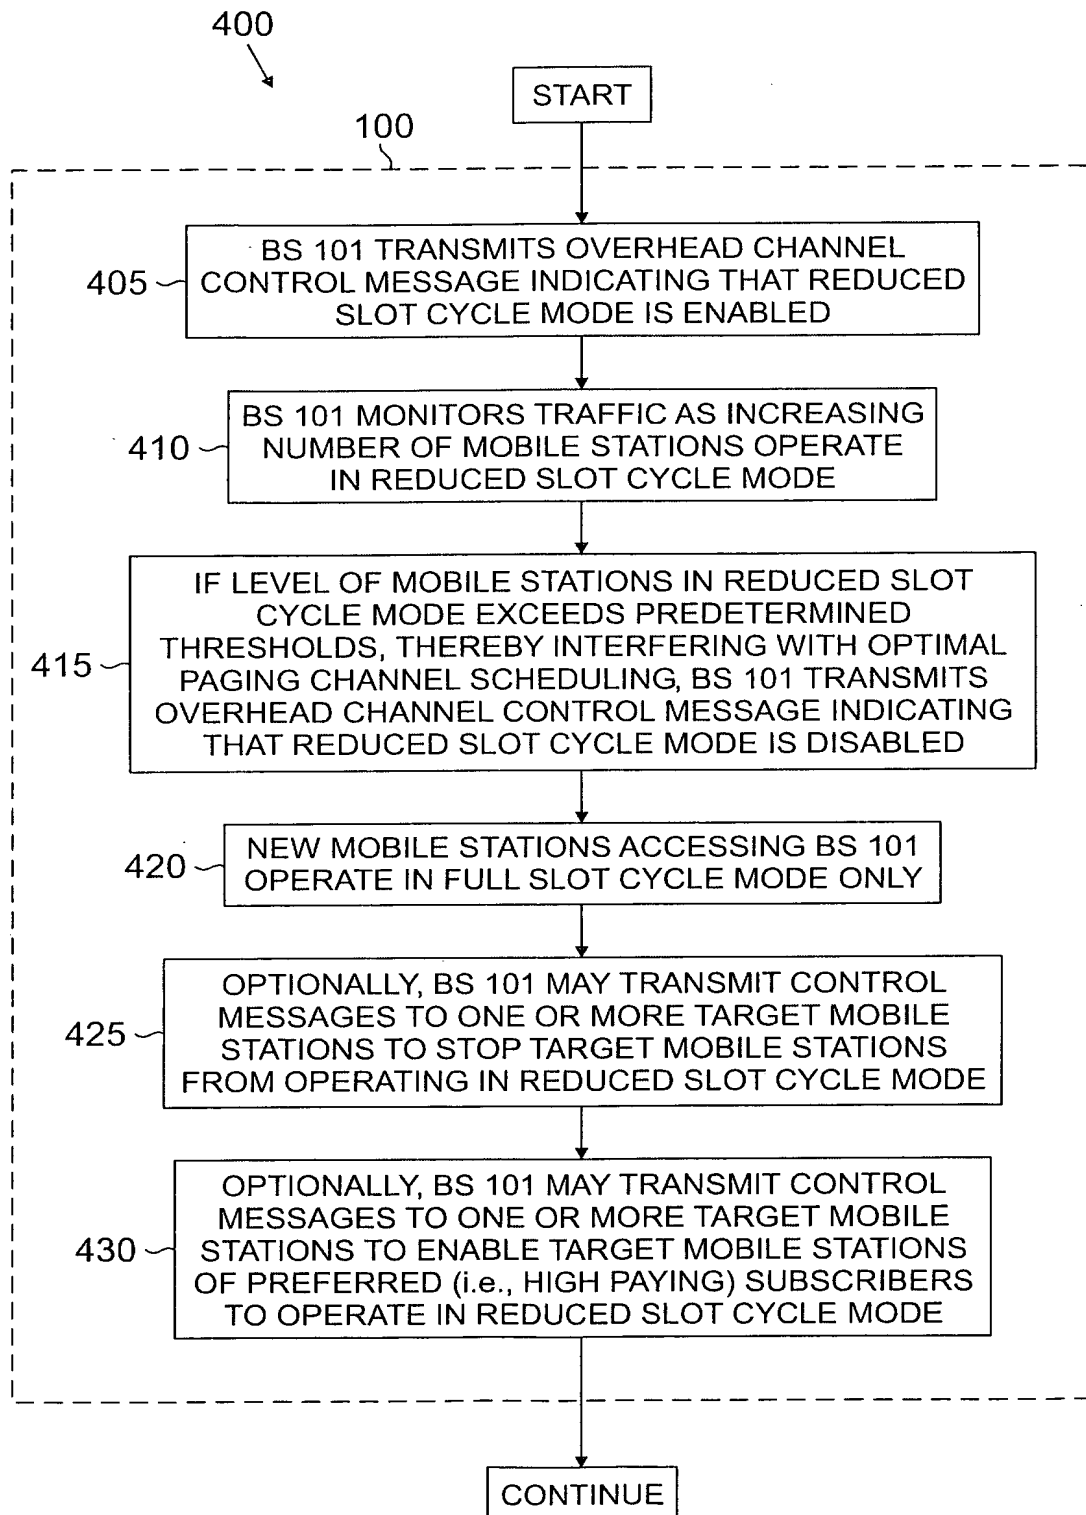 400
START
100
405
BS 101 TRANSMITS OVERHEAD CHANNEL
CONTROL MESSAGE INDICATING THAT REDUCED
SLOT CYCLE MODE IS ENABLED
410
BS 101 MONITORS TRAFFIC AS INCREASING
NUMBER OF MOBILE STATIONS OPERATE
IN REDUCED SLOT CYCLE MODE
415
IF LEVEL OF MOBILE STATIONS IN REDUCED SLOT
CYCLE MODE EXCEEDS PREDETERMINED
THRESHOLDS, THEREBY INTERFERING WITH OPTIMAL
PAGING CHANNEL SCHEDULING, BS 101 TRANSMITS
OVERHEAD CHANNEL CONTROL MESSAGE INDICATING
THAT REDUCED SLOT CYCLE MODE IS DISABLED
420
NEW MOBILE STATIONS ACCESSING BS 101
OPERATE IN FULL SLOT CYCLE MODE ONLY
425
OPTIONALLY, BS 101 MAY TRANSMIT CONTROL
MESSAGES TO ONE OR MORE TARGET MOBILE
STATIONS TO STOP TARGET MOBILE STATIONS
FROM OPERATING IN REDUCED SLOT CYCLE MODE
430
OPTIONALLY, BS 101 MAY TRANSMIT CONTROL
MESSAGES TO ONE OR MORE TARGET MOBILE
STATIONS TO ENABLE TARGET MOBILE STATIONS
OF PREFERRED (i.e., HIGH PAYING) SUBSCRIBERS
TO OPERATE IN REDUCED SLOT CYCLE MODE
CONTINUE